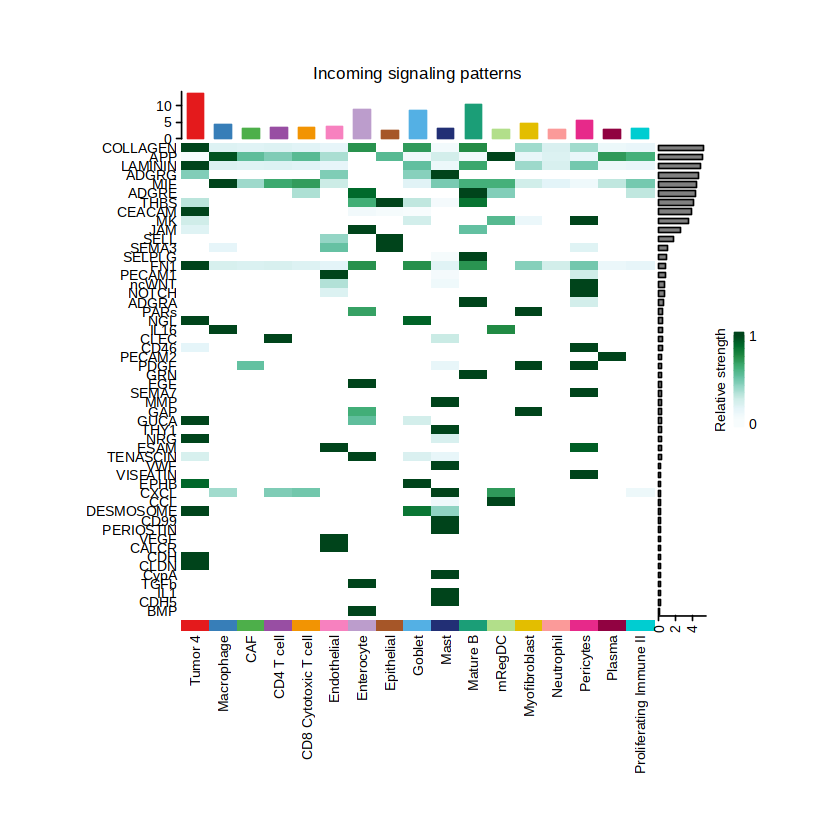 Incoming signaling patterns
10
5
0
COLLAGEN
APP
LAMININ
ADGRG
MIF
ADGRE
THBS
CEACAM
MK
JAM
SELL
SEMA3
SELPLG
FN1
PECAM1
ncWNT
NOTCH
ADGRA
PARs
NGL
IL16
CLEC
CD46
PECAM2
PDGF
GRN
EGF
SEMA7
MMP
GAP
GUCA
THY1
NRG
ESAM
TENASCIN
VWF
VISFATIN
EPHB
CXCL
CCL
DESMOSOME
CD99
PERIOSTIN
VEGF
CALCR
CDH
CLDN
CypA
TGFb
IL1
CDH5
BMP
Relative strength
1
0
0 2 4
Tumor 4
Macrophage
CAF
CD4 T cell
CD8 Cytotoxic T cell
Endothelial
Enterocyte
Epithelial
Goblet
Mast
Mature B
mRegDC
Myofibroblast
Neutrophil
Pericytes
Plasma
Proliferating Immune II